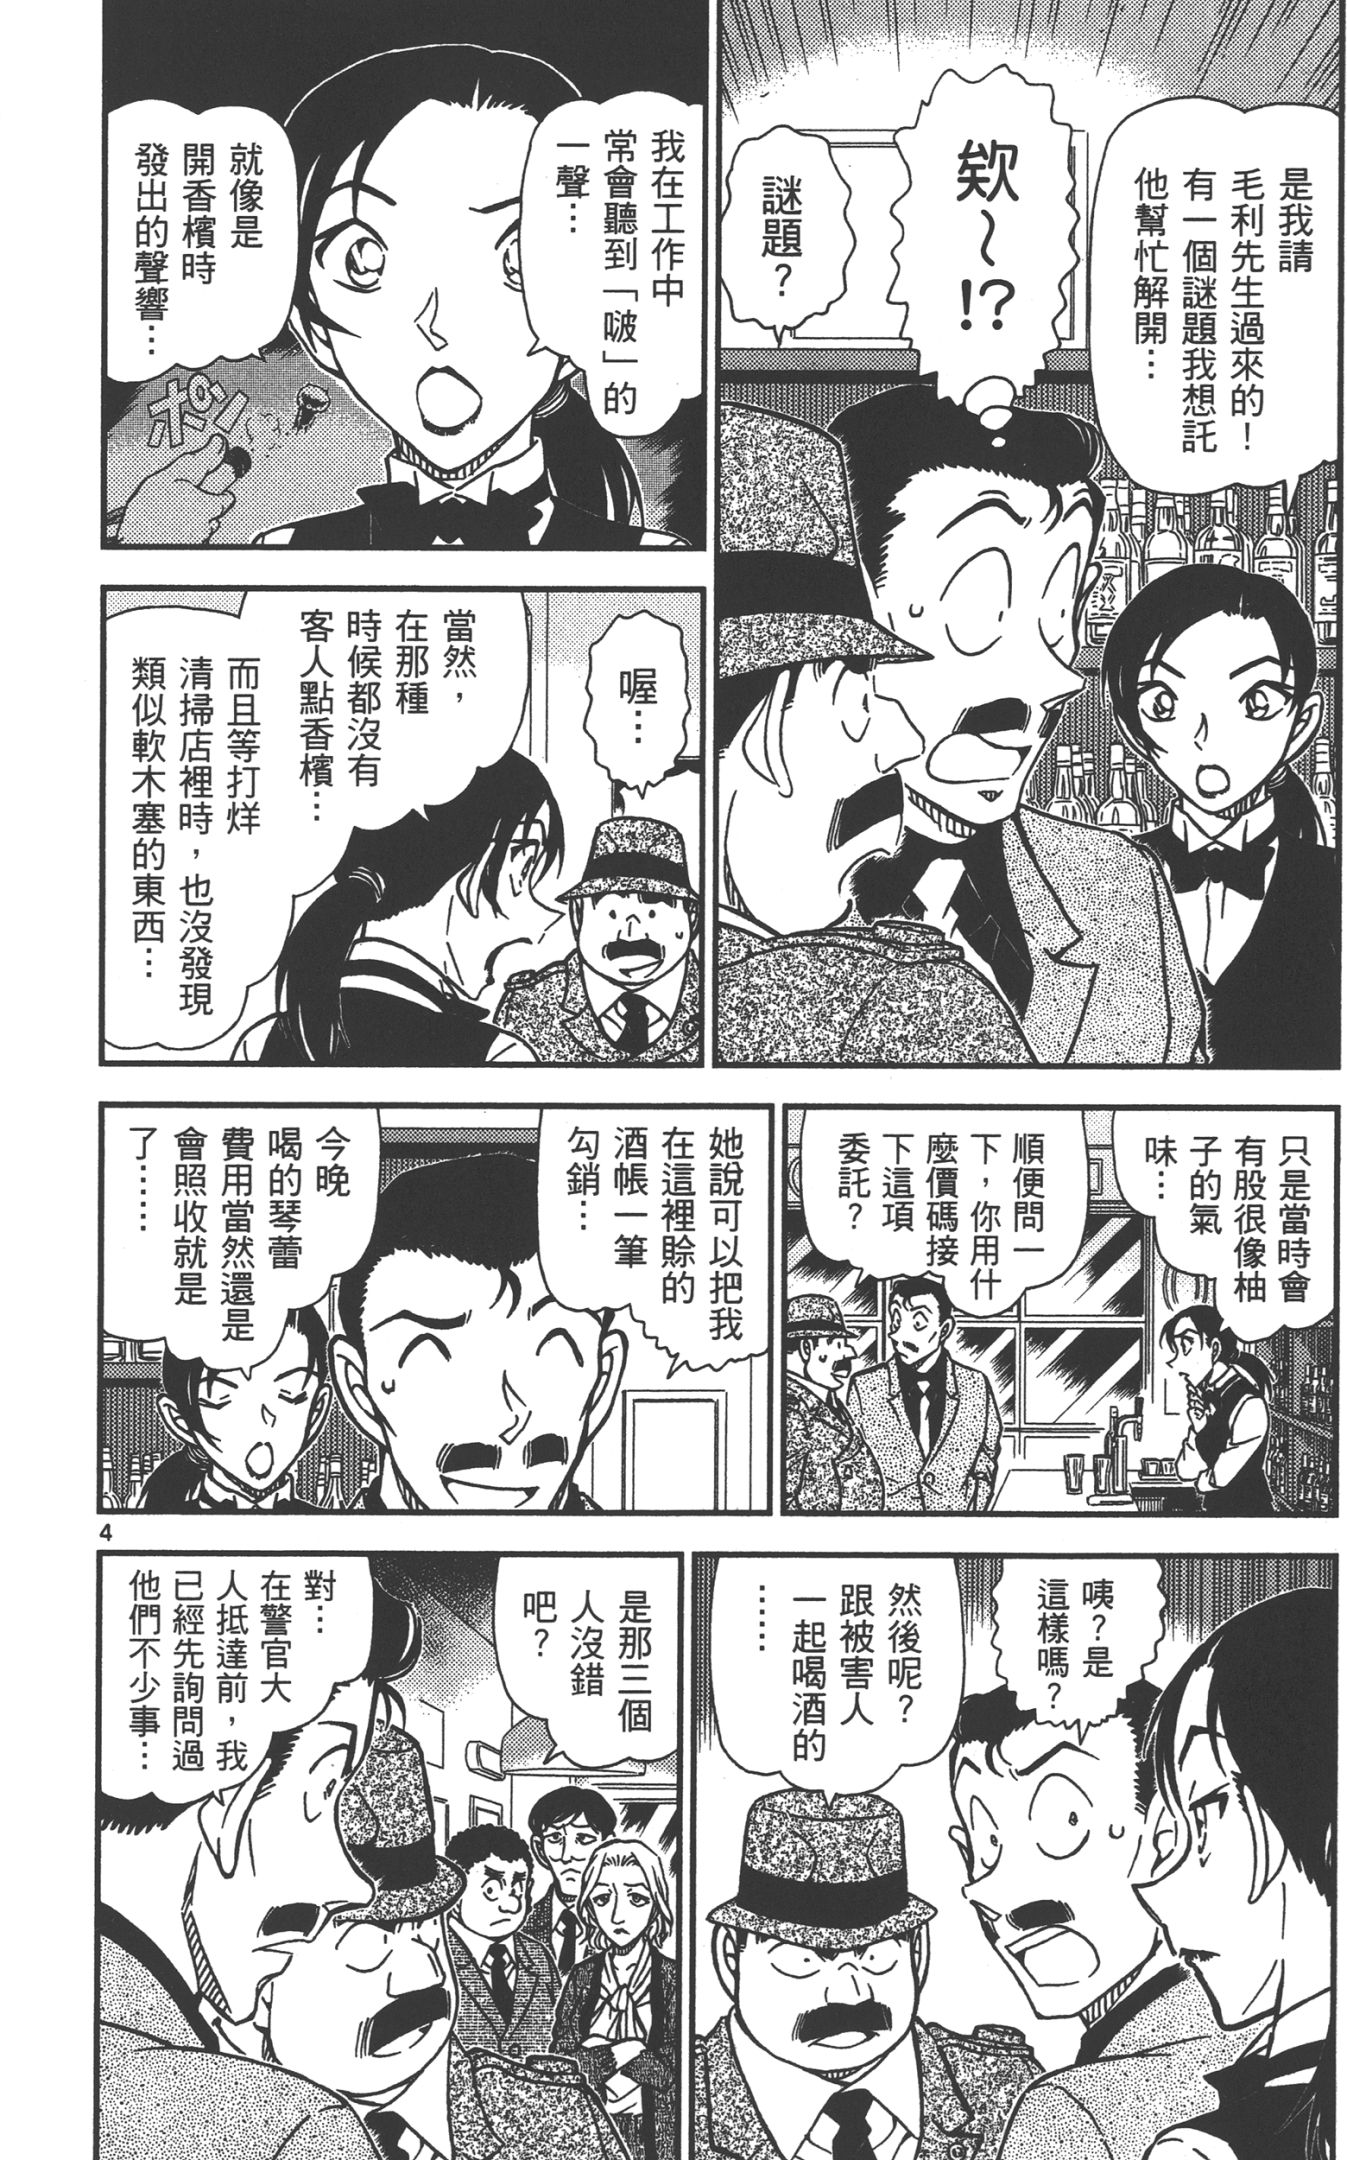 是我請
毛利先生過來的！
有一個謎題我想託
他幫忙解開…
欸～!?
謎題？
我在工作中
常會聽到「啵」的
一聲…
就像是
開香檳時
發出的聲響…
ポン
喔…
當然，
在那種
時候都沒有
客人點香檳…
而且等打烊
清掃店裡時，也沒發現
類似軟木塞的東西…
只是當時會
有股很像柚
子的氣
味…
順便問一
下，你用什
麼價碼接
下這項
委託？
她說可以把我
在這裡賒的
酒帳一筆
勾銷…
今晚
喝的琴蕾
費用當然還是
會照收就是
了……
咦？是
這樣嗎？
然後呢？
跟被害人
一起喝酒的
……
是那三個
人沒錯
吧？
對…
在警官大
人抵達前，我
已經先詢問過
他們不少事…
4